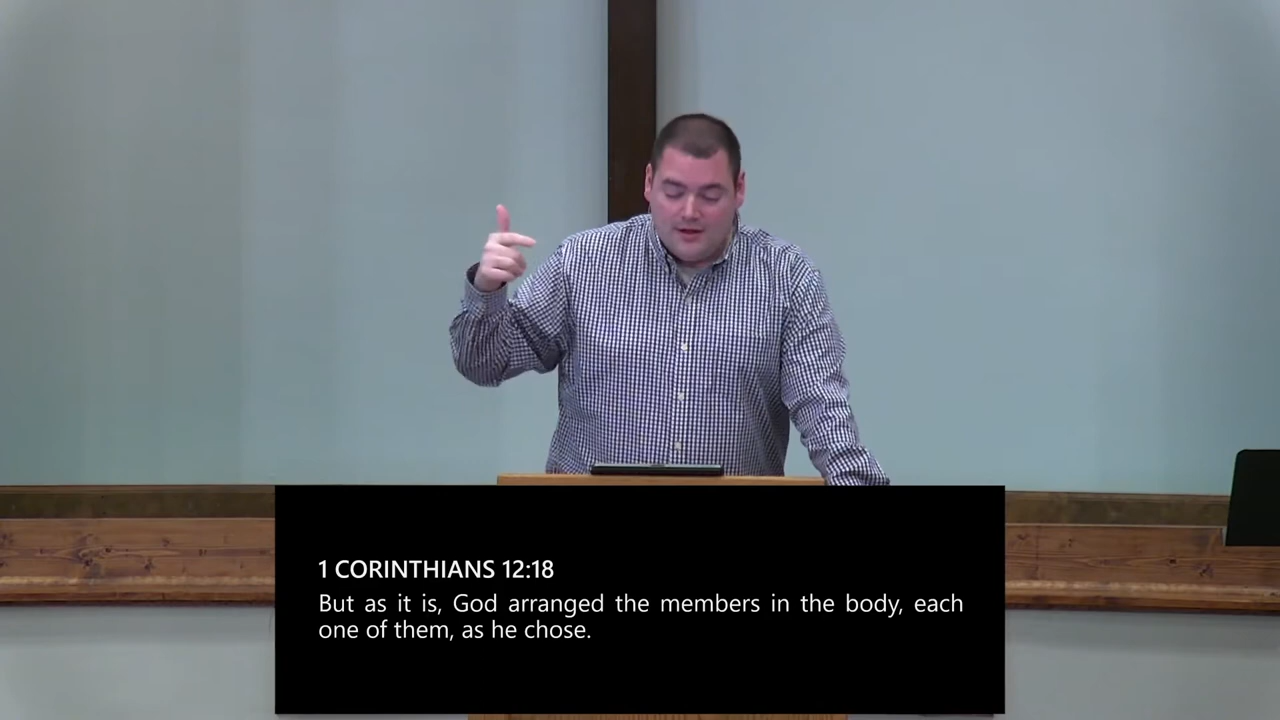 1 CORINTHIANS 12:18
But as it is, God arranged the members in the body, each
one of them, as he chose.